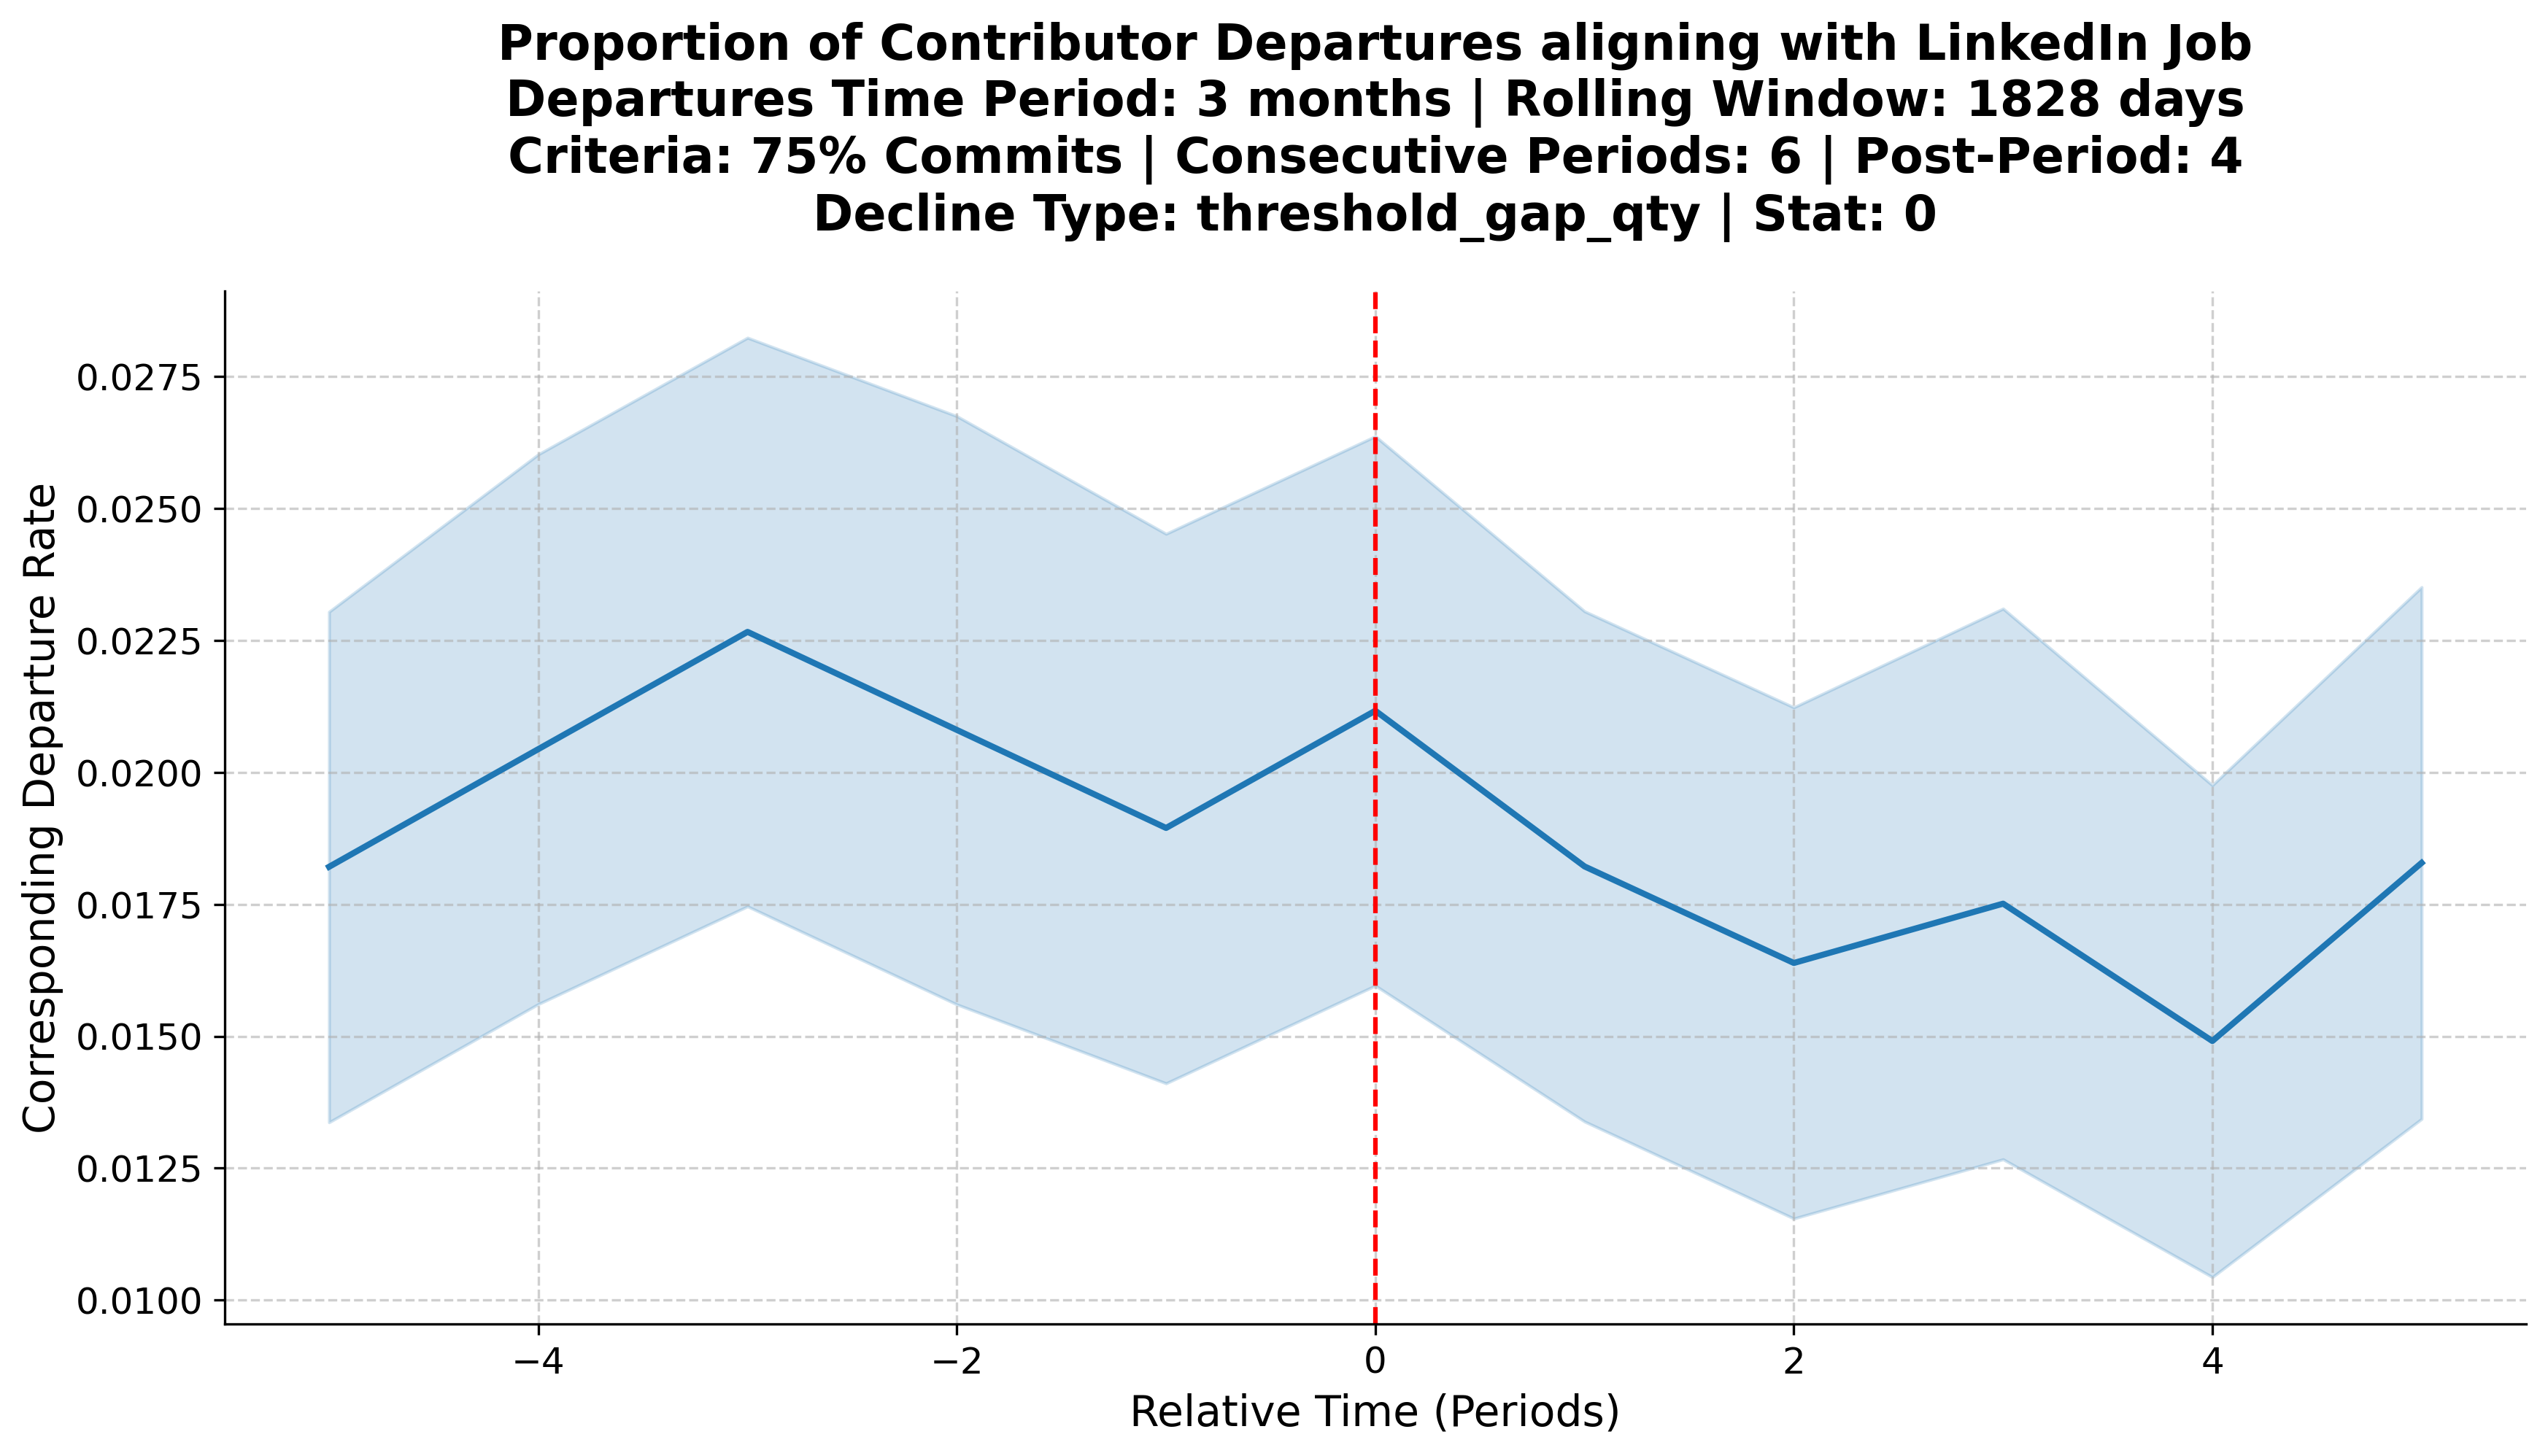 Proportion of Contributor Departures aligning with LinkedIn Job
Departures Time Period: 3 months | Rolling Window: 1828 days
Criteria: 75% Commits | Consecutive Periods: 6 | Post-Period: 4
Decline Type: threshold_gap_qty | Stat: 0
Corresponding Departure Rate
0.0275
0.0250
0.0225
0.0200
0.0175
0.0150
0.0125
0.0100
−4
−2
0
2
4
Relative Time (Periods)